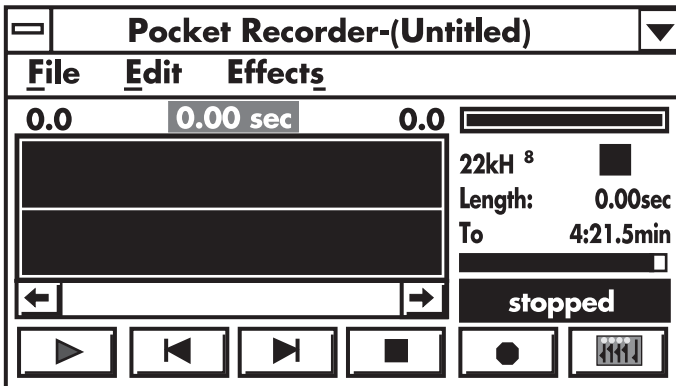 Pocket Recorder-(Untitled)
File Edit Effects
0.0 0.00 sec 0.0
22kH 8
Length: 0.00sec
To 4:21.5min
stopped